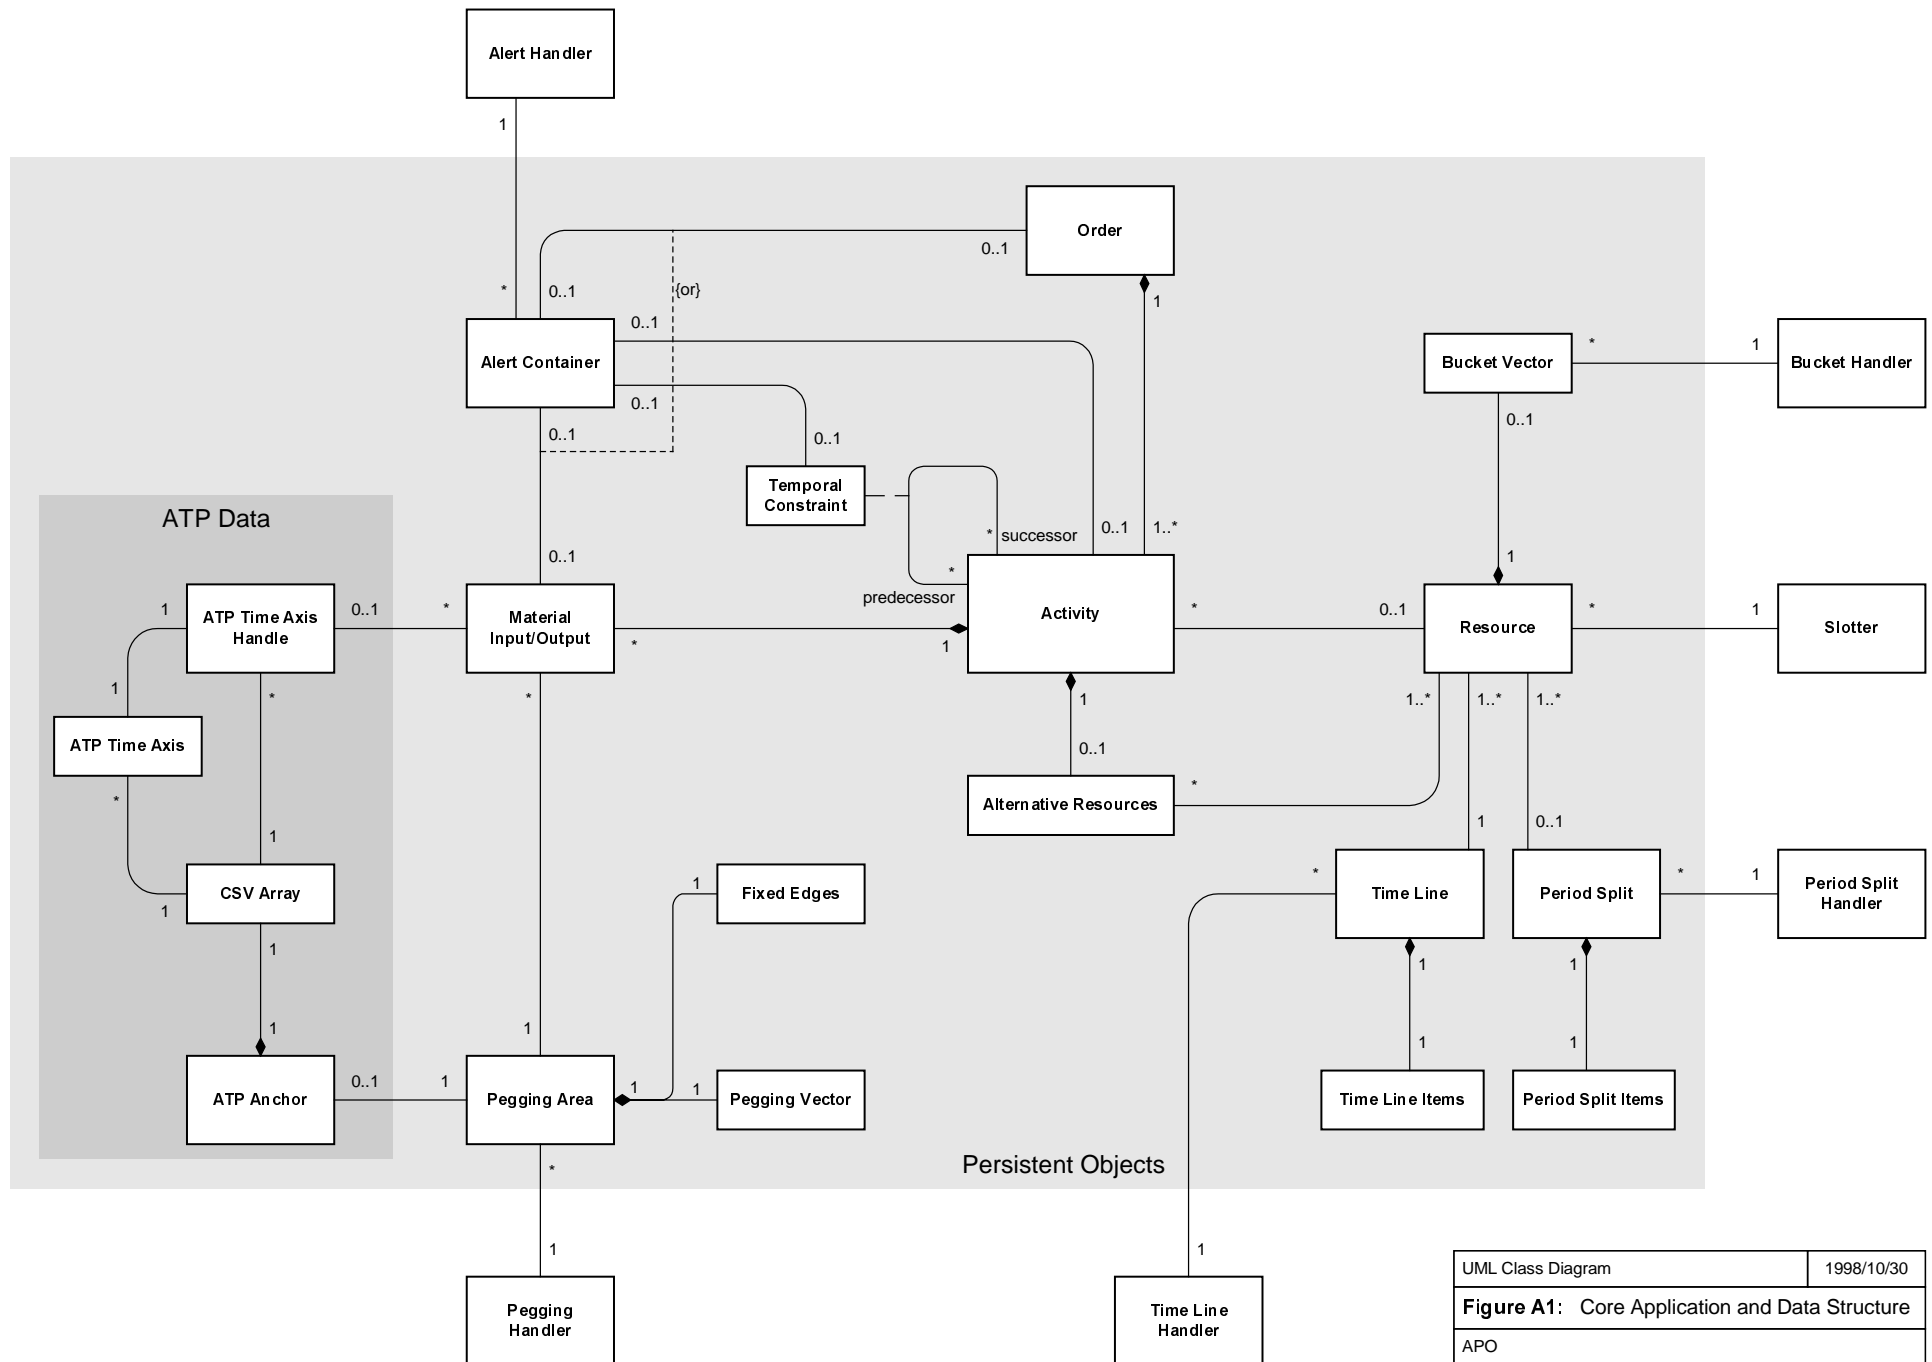 Alert Handler
1
Order
0..1
*
0..1
{or}
1
0..1
Alert Container
Bucket Vector
*
1
Bucket Handler
0..1
0..1
0..1
0..1
ATP Data
Temporal
Constraint
* successor
0..1
1..*
0..1
1
*
predecessor
ATP Time Axis
Handle
1
0..1
*
Material
Input/Output
*
1
Activity
*
0..1
Resource
*
1
Slotter
1
*
*
1
1..*
1..*
1..*
ATP Time Axis
0..1
*
*
Alternative Resources
1
1
0..1
CSV Array
1
1
Fixed Edges
*
Time Line
Period Split
*
1
Period Split
Handler
1
1
1
1
1
1
1
ATP Anchor
0..1
1
Pegging Area
1
1
Pegging Vector
Time Line Items
Period Split Items
*
Persistent Objects
1
1
Pegging
Handler
Time Line
Handler
UML Class Diagram
1998/10/30
Figure A1: Core Application and Data Structure
APO